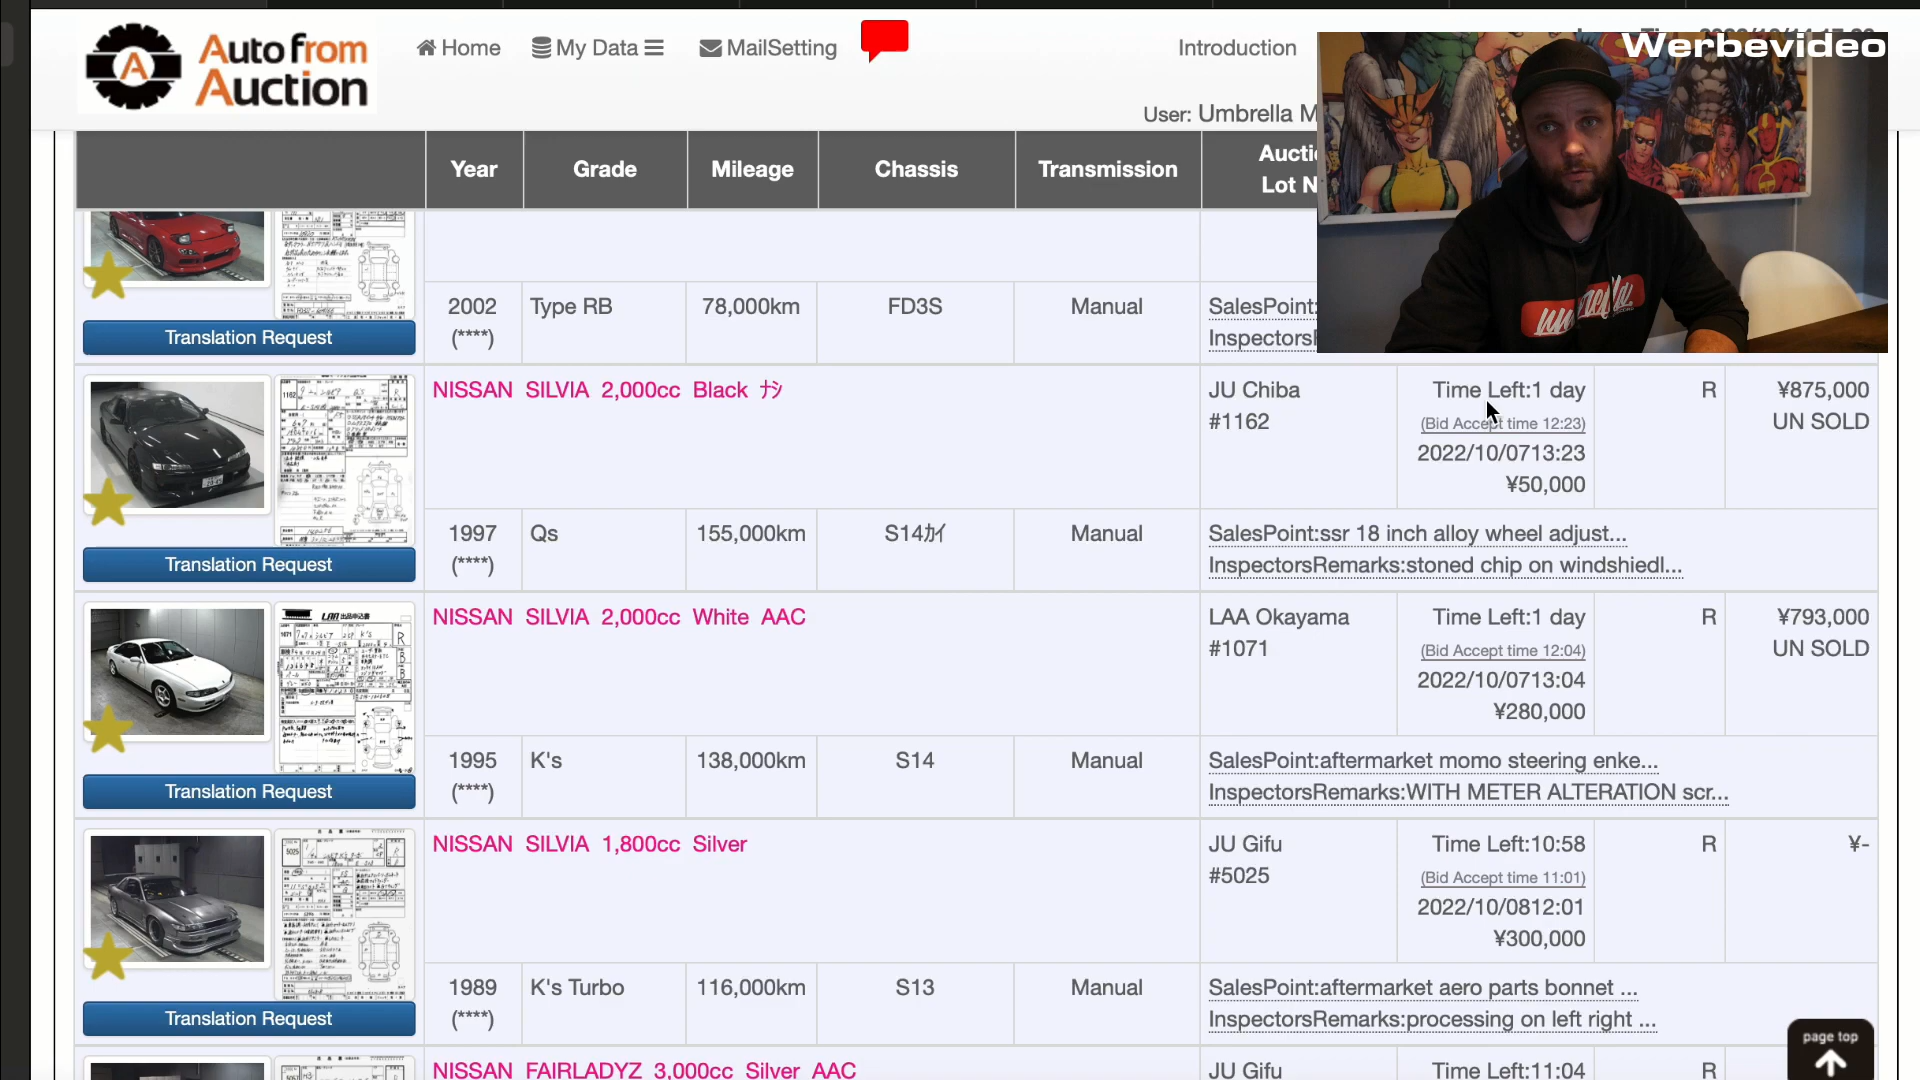 Auto from
Auction
Home
My Data
MailSetting
Introduction
Werbevideo
User: Umbrella M
Year
Grade
Mileage
Chassis
Transmission
Aucti
Lot N
2002
(****)
Type RB
78,000km
FD3S
Manual
SalesPoint:
Inspectors
Translation Request
NISSAN SILVIA 2,000cc Black ナシ
JU Chiba
#1162
Time Left:1 day
(Bid Accept time 12:23)
2022/10/0713:23
¥50,000
R
¥875,000
UN SOLD
1997
(****)
Qs
155,000km
S14カイ
Manual
SalesPoint:ssr 18 inch alloy wheel adjust...
InspectorsRemarks:stoned chip on windshiedl...
Translation Request
NISSAN SILVIA 2,000cc White AAC
LAA Okayama
#1071
Time Left:1 day
(Bid Accept time 12:04)
2022/10/0713:04
¥280,000
R
¥793,000
UN SOLD
1995
(****)
K's
138,000km
S14
Manual
SalesPoint:aftermarket momo steering enke...
InspectorsRemarks:WITH METER ALTERATION scr...
Translation Request
NISSAN SILVIA 1,800cc Silver
JU Gifu
#5025
Time Left:10:58
(Bid Accept time 11:01)
2022/10/0812:01
¥300,000
R
¥-
1989
(****)
K's Turbo
116,000km
S13
Manual
SalesPoint:aftermarket aero parts bonnet ...
InspectorsRemarks:processing on left right ...
Translation Request
NISSAN FAIRLADYZ 3,000cc Silver AAC
JU Gifu
Time Left:11:04
R
page top